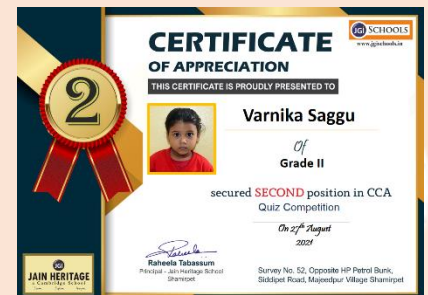 JGI SCHOOLS
www.jgischools.in
CERTIFICATE
OF APPRECIATION
THIS CERTIFICATE IS PROUDLY PRESENTED TO
2
Varnika Saggu
Of
Grade II
secured SECOND position in CCA
Quiz Competition
On 27th August
2021
Raheela Tabassum
Principal - Jain Heritage School
Shamirpet
Survey No. 52, Opposite HP Petrol Bunk,
Siddipet Road, Majeedpur Village Shamirpet
JGI
JAIN HERITAGE
a Cambridge School